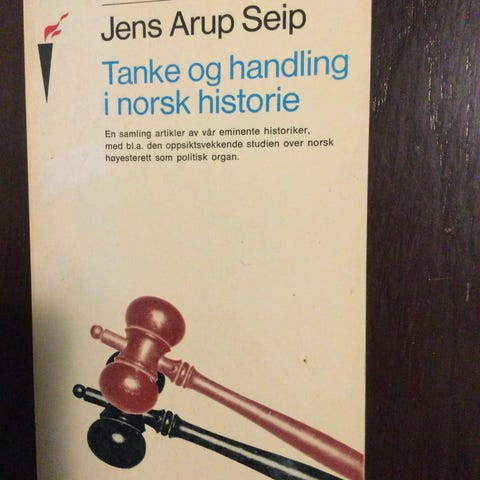 Jens Arup Seip
Tanke og handling
i norsk historie
En samling artikler av vår eminente historiker,
med bl.a. den oppsiktsvekkende studien over norsk
høyesterett som politisk organ.